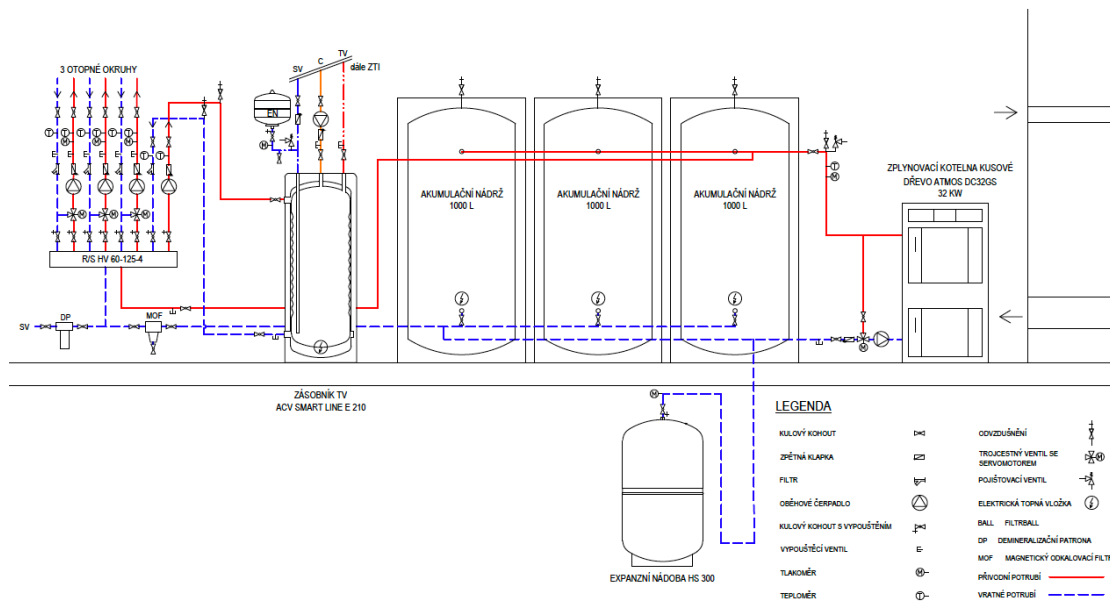 3 OTOPNÉ OKRUHY
SV
C
TV
dále ZTI
EN
M
T
T
M
T
M
T
M
T
T
M
M
M
R/S HV 60-125-4
SV
DP
MOF
ZÁSOBNÍK TV
ACV SMART LINE E 210
AKUMULAČNÍ NÁDRŽ
1000 L
AKUMULAČNÍ NÁDRŽ
1000 L
AKUMULAČNÍ NÁDRŽ
1000 L
T
M
ZPLYNOVACÍ KOTELNA KUSOVÉ
DŘEVO ATMOS DC32GS
32 KW
M
M
EXPANZNÍ NÁDOBA HS 300
LEGENDA
KULOVÝ KOHOUT
ZPĚTNÁ KLAPKA
FILTR
OBĚHOVÉ ČERPADLO
KULOVÝ KOHOUT S VYPOUŠTĚNÍM
VYPOUŠTĚCÍ VENTIL
TLAKOMĚR
M
TEPLOMĚR
T
ODVZDUŠNĚNÍ
TROJCESTNÝ VENTIL SE
SERVOMOTOREM
M
POJIŠTOVACÍ VENTIL
ELEKTRICKÁ TOPNÁ VLOŽKA
BALL FILTRBALL
DP DEMINERALIZAČNÍ PATRONA
MOF MAGNETICKÝ ODKALOVACÍ FILTR
PŘÍVODNÍ POTRUBÍ
VRATNÉ POTRUBÍ